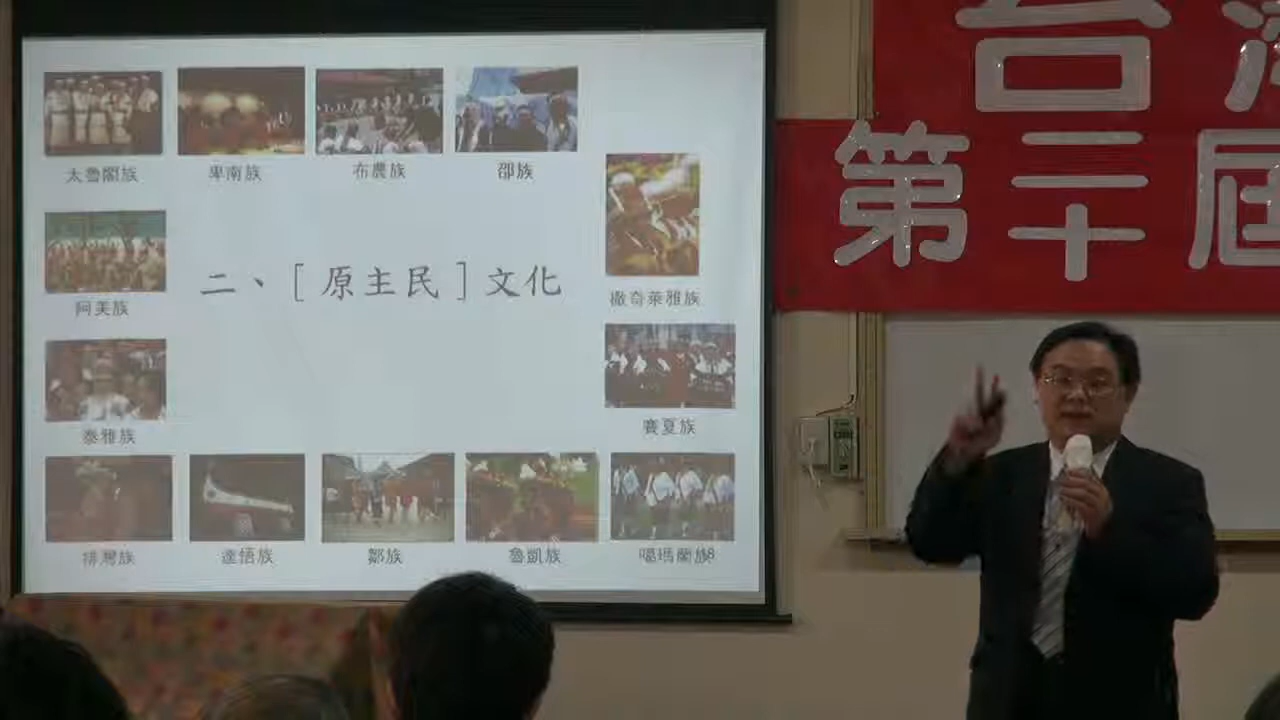 太魯閣族
卑南族
布農族
邵族
阿美族
二、[原主民]文化
撒奇萊雅族
泰雅族
賽夏族
排灣族
達悟族
鄒族
魯凱族
噶瑪蘭族8
台
第三十屆